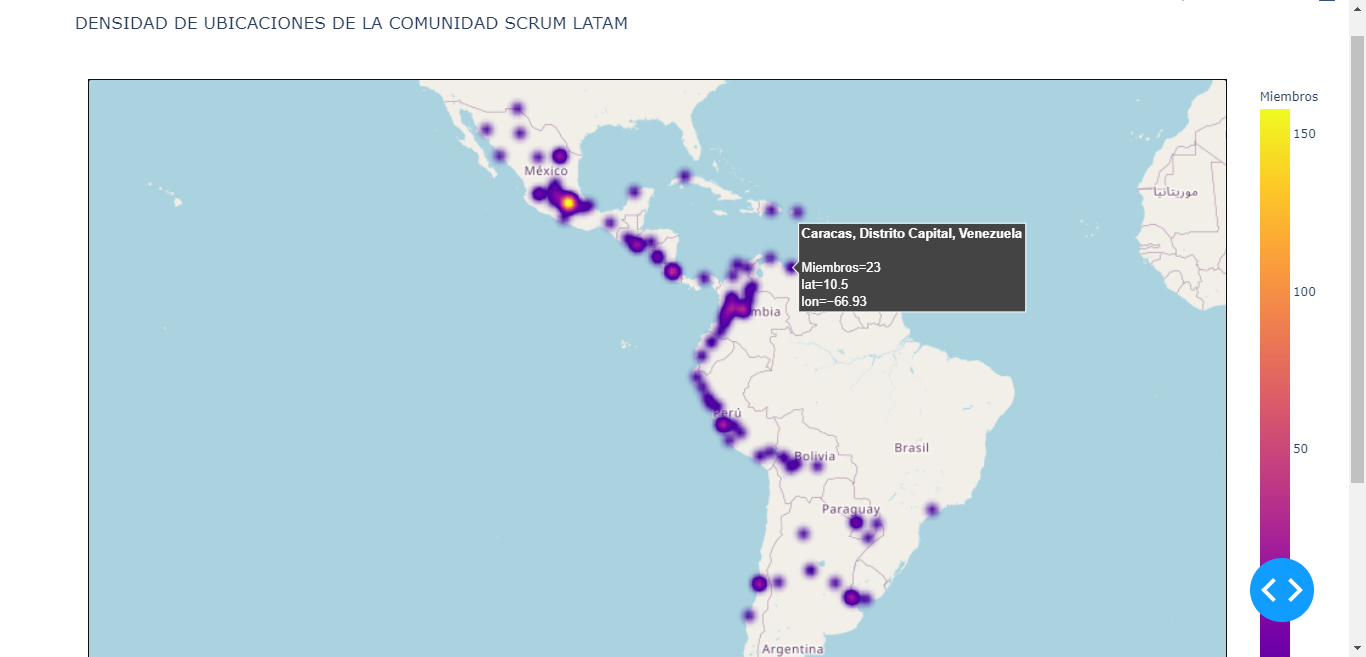 DENSIDAD DE UBICACIONES DE LA COMUNIDAD SCRUM LATAM
Miembros
150
100
50
México
موريتانيا
Caracas, Distrito Capital, Venezuela
Miembros=23
lat=10.5
lon=−66.93
mbia
Perú
Brasil
Bolivia
Paraguay
Argentina